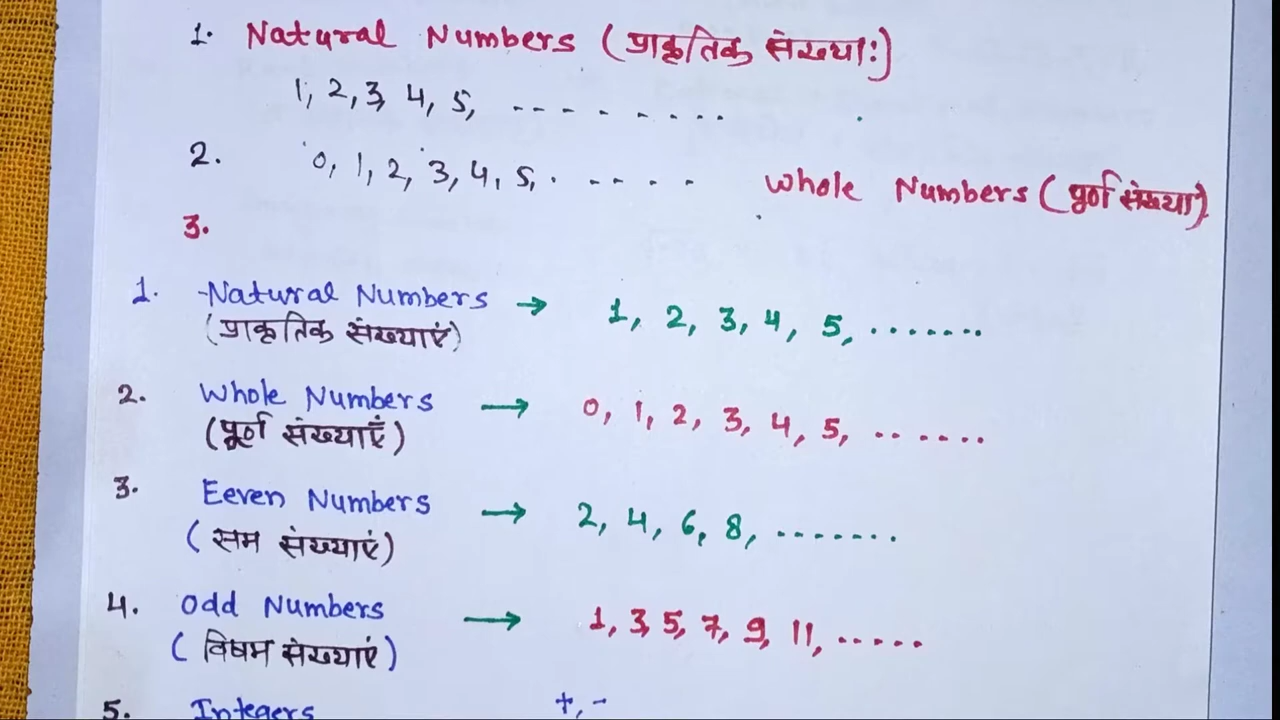 1. Natural Numbers (प्राकृतिक संख्या:)
1, 2, 3, 4, 5, - - - - - . . .
2. 0, 1, 2, 3, 4, 5, . - - - - Whole Numbers (पूर्ण संख्या)
3.
1. Natural Numbers → 1, 2, 3, 4, 5, .......
(प्राकृतिक संख्याएं)
2. Whole Numbers → 0, 1, 2, 3, 4, 5, .......
(पूर्ण संख्याएँ)
3. Eeven Numbers → 2, 4, 6, 8, .......
(सम संख्याएं)
4. Odd Numbers → 1, 3, 5, 7, 9, 11, .....
(विषम संख्याएं)
5. Integers +, -